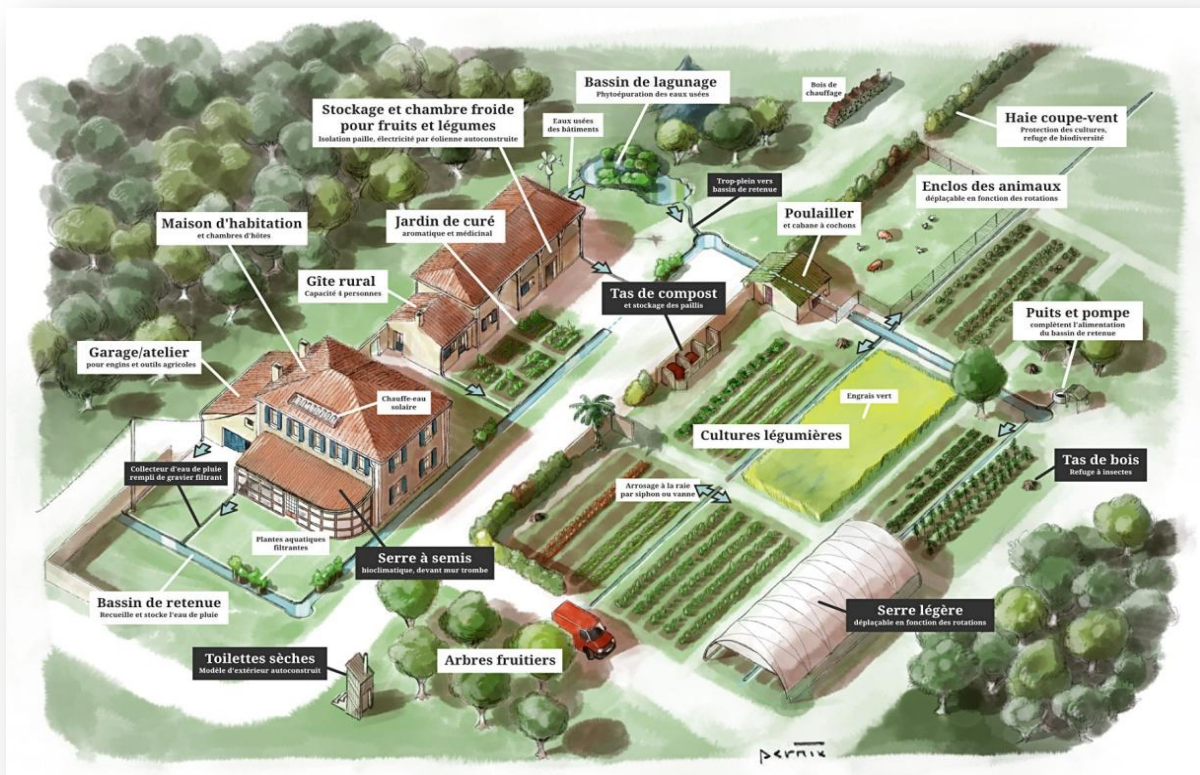 Bassin de lagunage
Phytoépuration des eaux usées
Bois de
chauffage
Stockage et chambre froide
pour fruits et légumes
Isolation paille, électricité par éolienne autoconstruite
Eaux usées
des bâtiments
Haie coupe-vent
Protection des cultures,
refuge de biodiversité
Trop-plein vers
bassin de retenue
Enclos des animaux
déplaçable en fonction des rotations
Maison d'habitation
et chambres d'hôtes
Jardin de curé
aromatique et médicinal
Poulailler
et cabane à cochons
Gîte rural
Capacité 4 personnes
Tas de compost
et stockage des paillis
Puits et pompe
complètent l'alimentation
du bassin de retenue
Garage/atelier
pour engins et outils agricoles
Chauffe-eau
solaire
Engrais vert
Cultures légumières
Collecteur d'eau de pluie
rempli de gravier filtrant
Arrosage à la raie
par siphon ou vanne
Tas de bois
Refuge à insectes
Plantes aquatiques
filtrantes
Serre à semis
bioclimatique, devant mur trombe
Bassin de retenue
Recueille et stocke l'eau de pluie
Serre légère
déplaçable en fonction des rotations
Toilettes sèches
Modèle d'extérieur autoconstruit
Arbres fruitiers